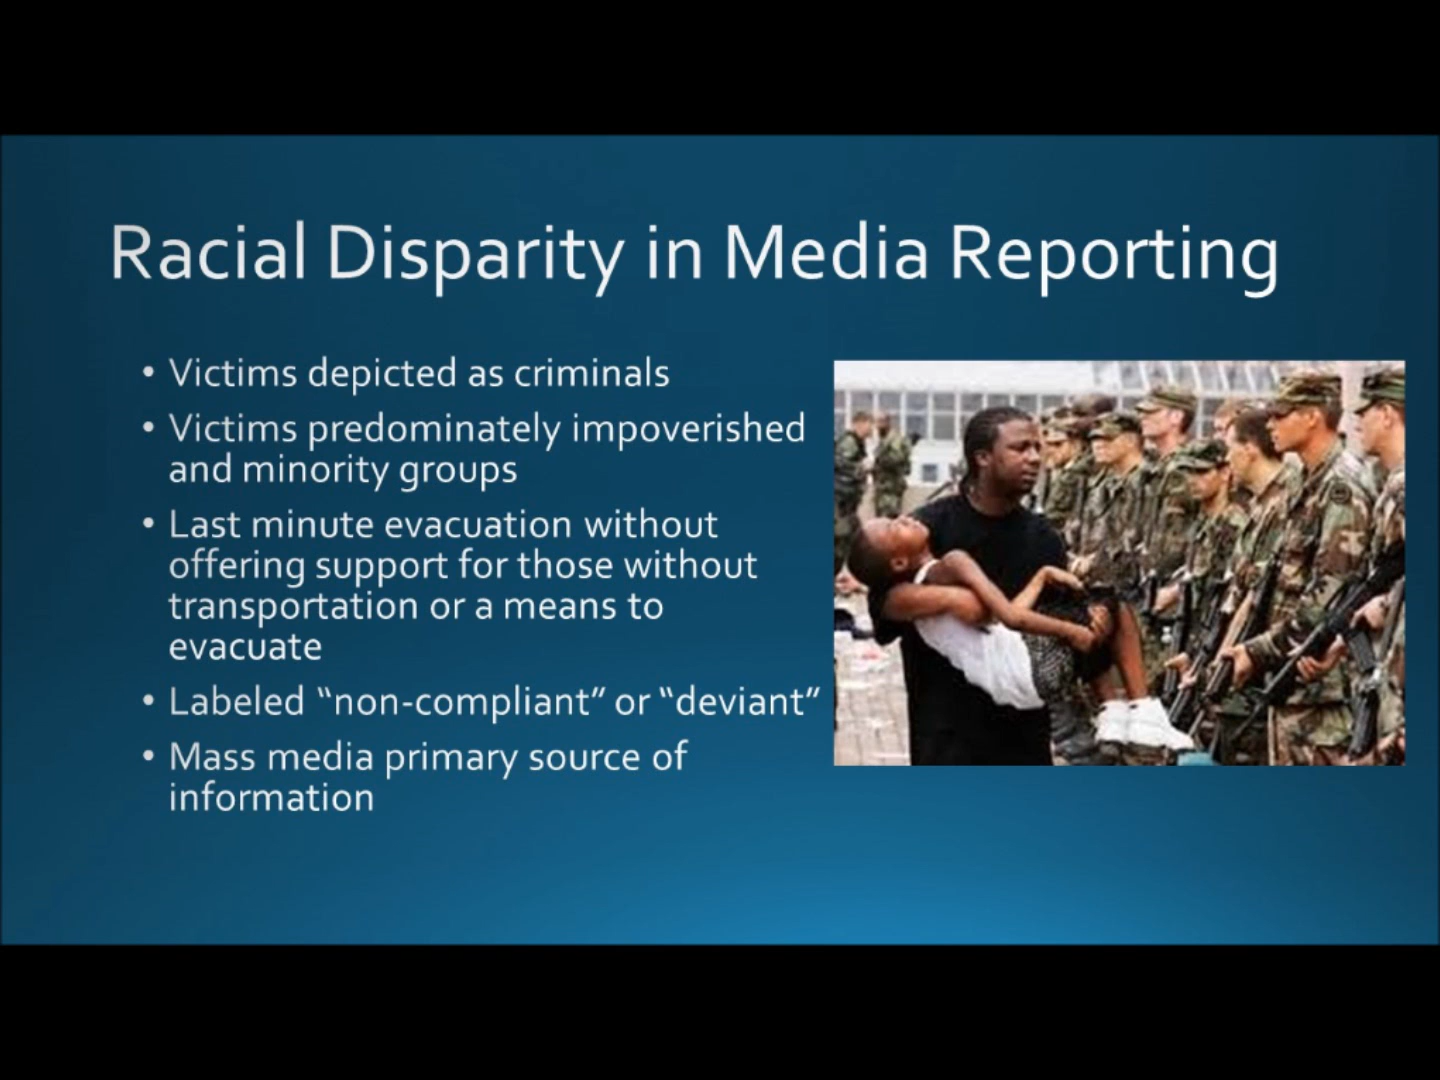 Racial Disparity in Media Reporting
• Victims depicted as criminals
• Victims predominately impoverished
and minority groups
• Last minute evacuation without
offering support for those without
transportation or a means to
evacuate
• Labeled “non-compliant” or “deviant”
• Mass media primary source of
information